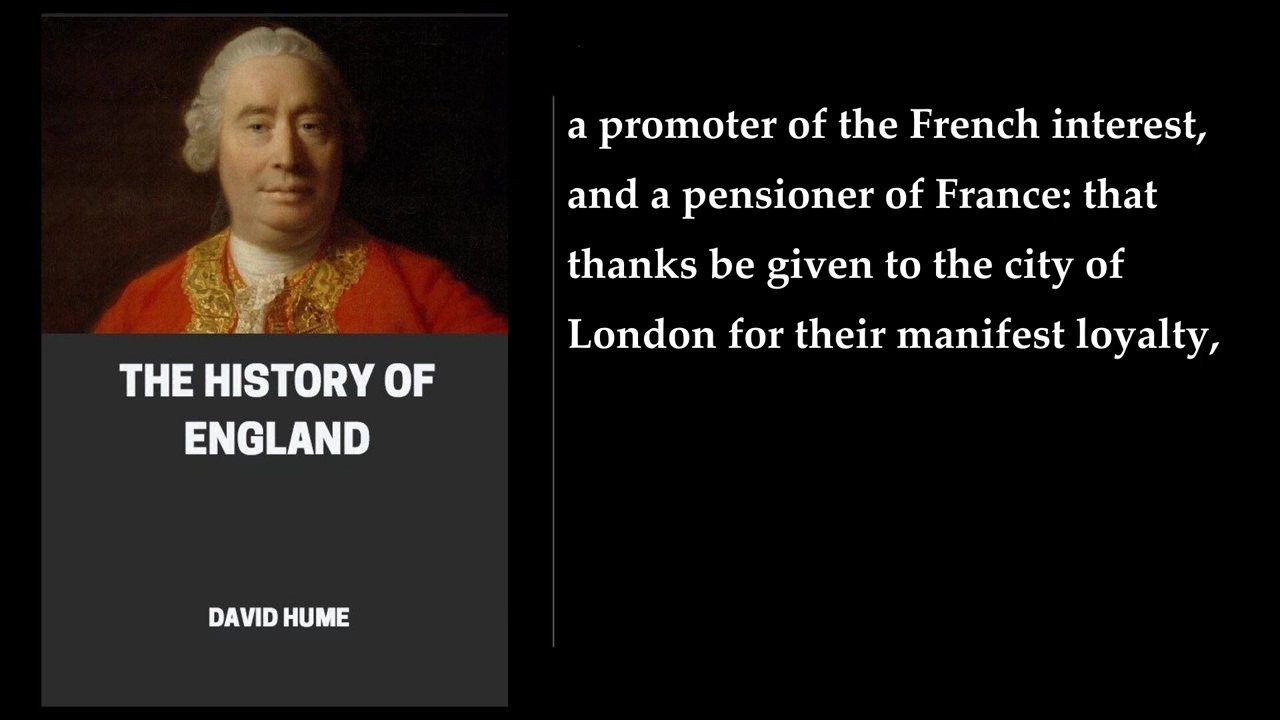 THE HISTORY OF
ENGLAND
DAVID HUME
a promoter of the French interest,
and a pensioner of France: that
thanks be given to the city of
London for their manifest loyalty,